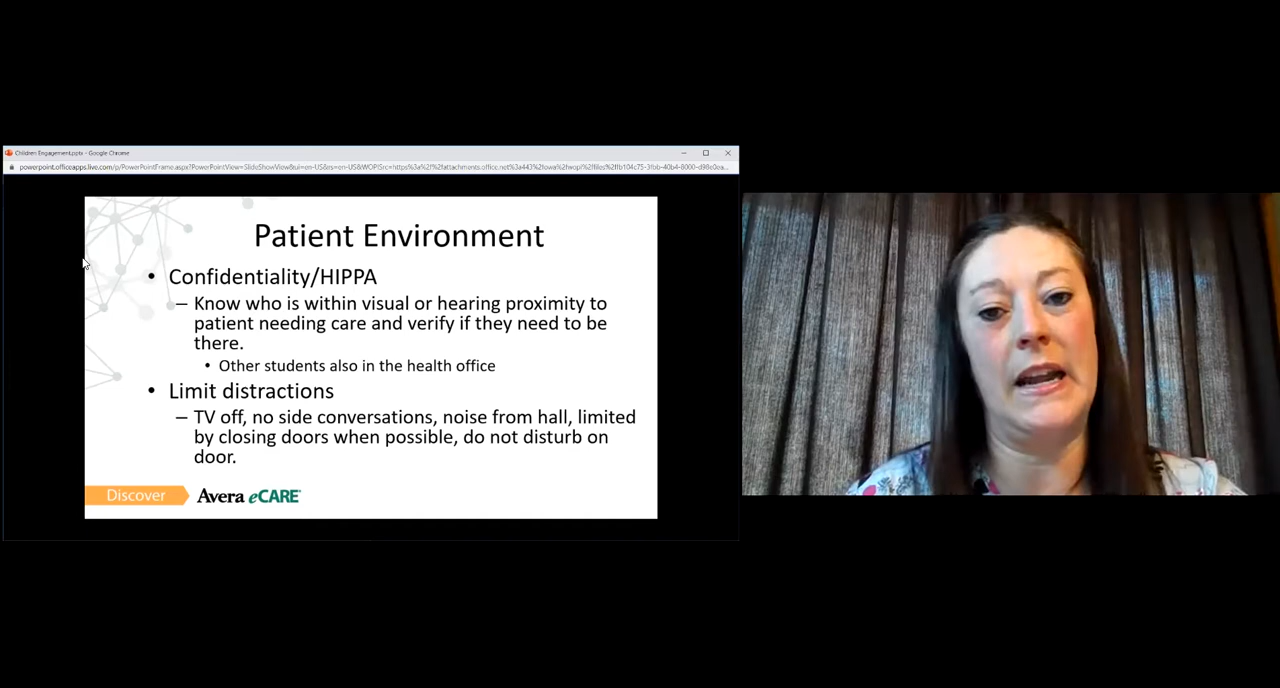 Children Engagement.pptx - Google Chrome
Patient Environment
• Confidentiality/HIPPA
– Know who is within visual or hearing proximity to
patient needing care and verify if they need to be
there.
• Other students also in the health office
• Limit distractions
– TV off, no side conversations, noise from hall, limited
by closing doors when possible, do not disturb on
door.
Discover Avera eCARE